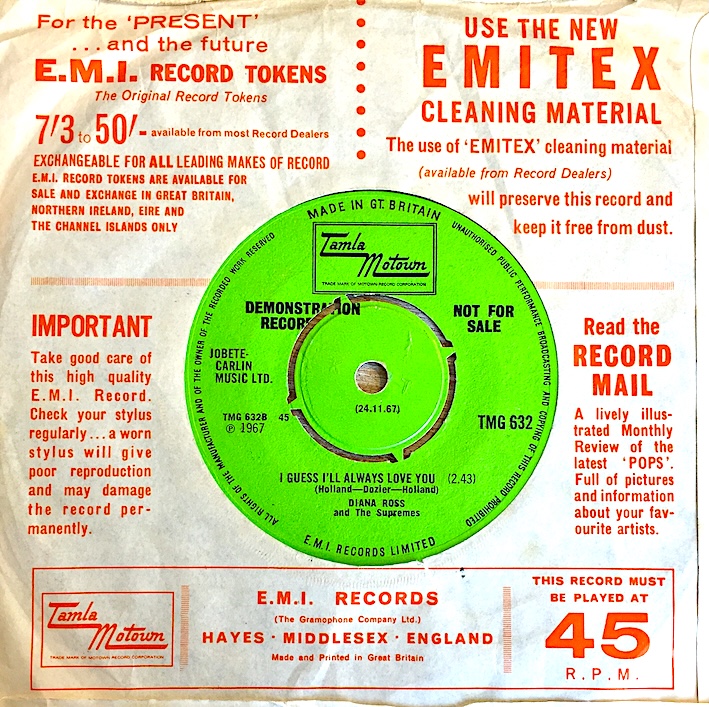 For the 'PRESENT'
...and the future
E.M.I. RECORD TOKENS
The Original Record Tokens
7/3 to 50/- available from most Record Dealers
EXCHANGEABLE FOR ALL LEADING MAKES OF RECORD
E.M.I. RECORD TOKENS ARE AVAILABLE FOR
SALE AND EXCHANGE IN GREAT BRITAIN,
NORTHERN IRELAND, EIRE AND
THE CHANNEL ISLANDS ONLY
USE THE NEW
EMITEX
CLEANING MATERIAL
The use of 'EMITEX' cleaning material
(available from Record Dealers)
will preserve this record and
keep it free from dust.
IMPORTANT
Take good care of
this high quality
E.M.I. Record.
Check your stylus
regularly...a worn
stylus will give
poor reproduction
and may damage
the record per-
manently.
MADE IN GT. BRITAIN
ALL RIGHTS OF THE MANUFACTURER AND OF THE OWNER OF THE RECORDED WORK RESERVED
UNAUTHORISED PUBLIC PERFORMANCE BROADCASTING AND COPYING OF THIS RECORD PROHIBITED
Tamla
Motown
TRADE MARK OF MOTOWN RECORD CORPORATION
DEMONSTRATION
RECORD
NOT FOR
SALE
JOBETE-
CARLIN
MUSIC LTD.
(24.11.67)
TMG 632B 45
℗ 1967
TMG 632
I GUESS I'LL ALWAYS LOVE YOU (2.43)
(Holland—Dozier—Holland)
DIANA ROSS
and The Supremes
E.M.I. RECORDS LIMITED
Read the
RECORD
MAIL
A lively illus-
trated Monthly
Review of the
latest 'POPS'.
Full of pictures
and information
about your fav-
ourite artists.
Tamla
Motown
TRADE MARK OF MOTOWN RECORD CORPORATION
E.M.I. RECORDS
(The Gramophone Company Ltd.)
HAYES · MIDDLESEX · ENGLAND
Made and Printed in Great Britain
THIS RECORD MUST
BE PLAYED AT
45
R.P.M.